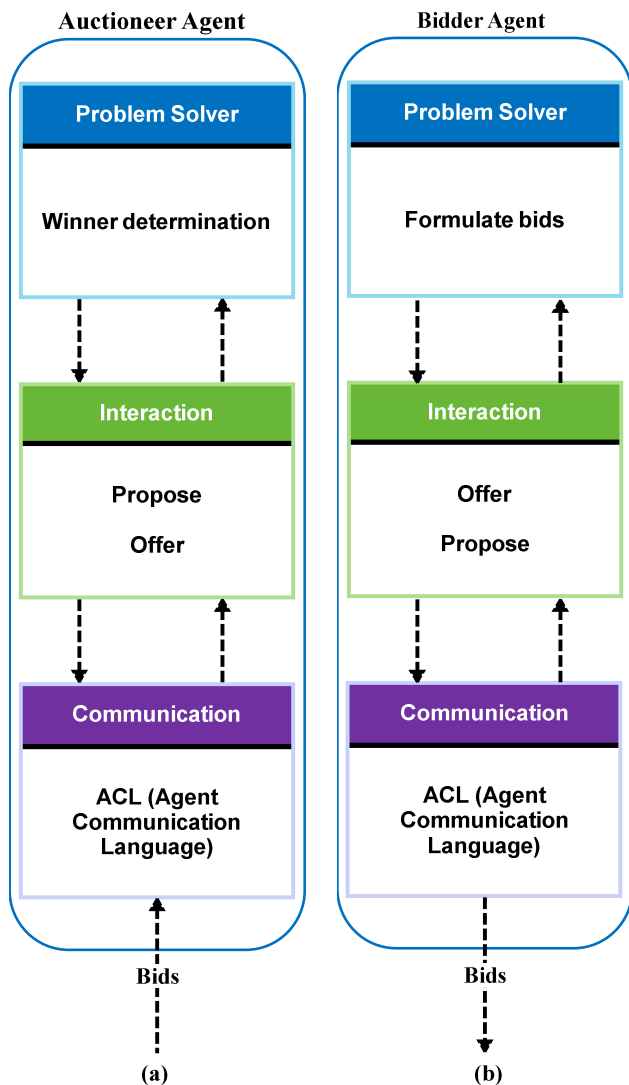 Auctioneer Agent
Problem Solver
Winner determination
Interaction
Propose
Offer
Communication
ACL (Agent
Communication
Language)
Bids
(a)
Bidder Agent
Problem Solver
Formulate bids
Interaction
Offer
Propose
Communication
ACL (Agent
Communication
Language)
Bids
(b)